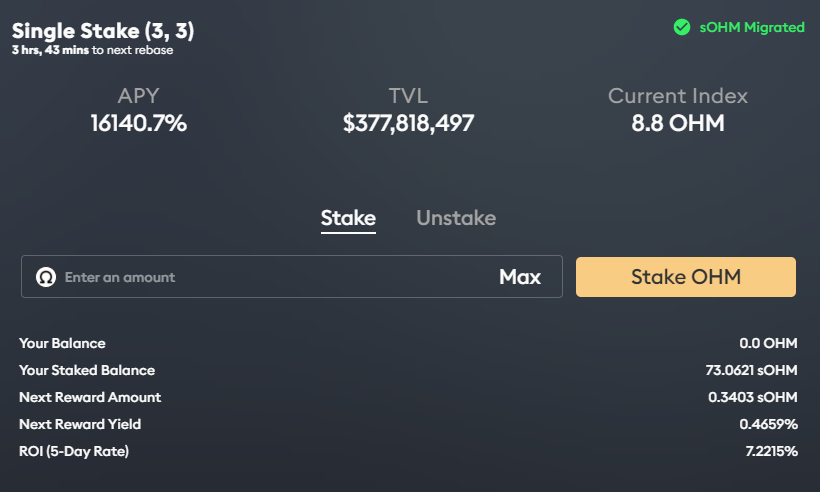 Single Stake (3, 3)
sOHM Migrated
3 hrs, 43 mins to next rebase
APY
TVL
Current Index
16140.7%
$377,818,497
8.8 OHM
Stake
Unstake
Enter an amount
Max
Stake OHM
Your Balance
0.0 OHM
Your Staked Balance
73.0621 sOHM
Next Reward Amount
0.3403 sOHM
Next Reward Yield
0.4659%
ROI (5-Day Rate)
7.2215%